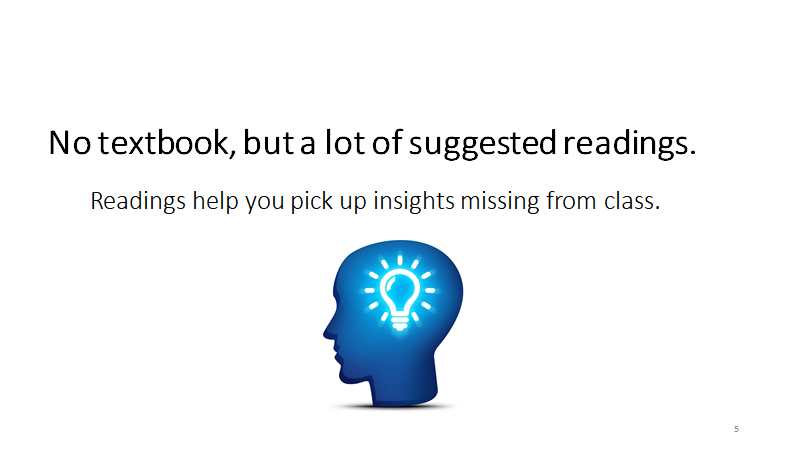 No textbook, but a lot of suggested readings.
Readings help you pick up insights missing from class.
5